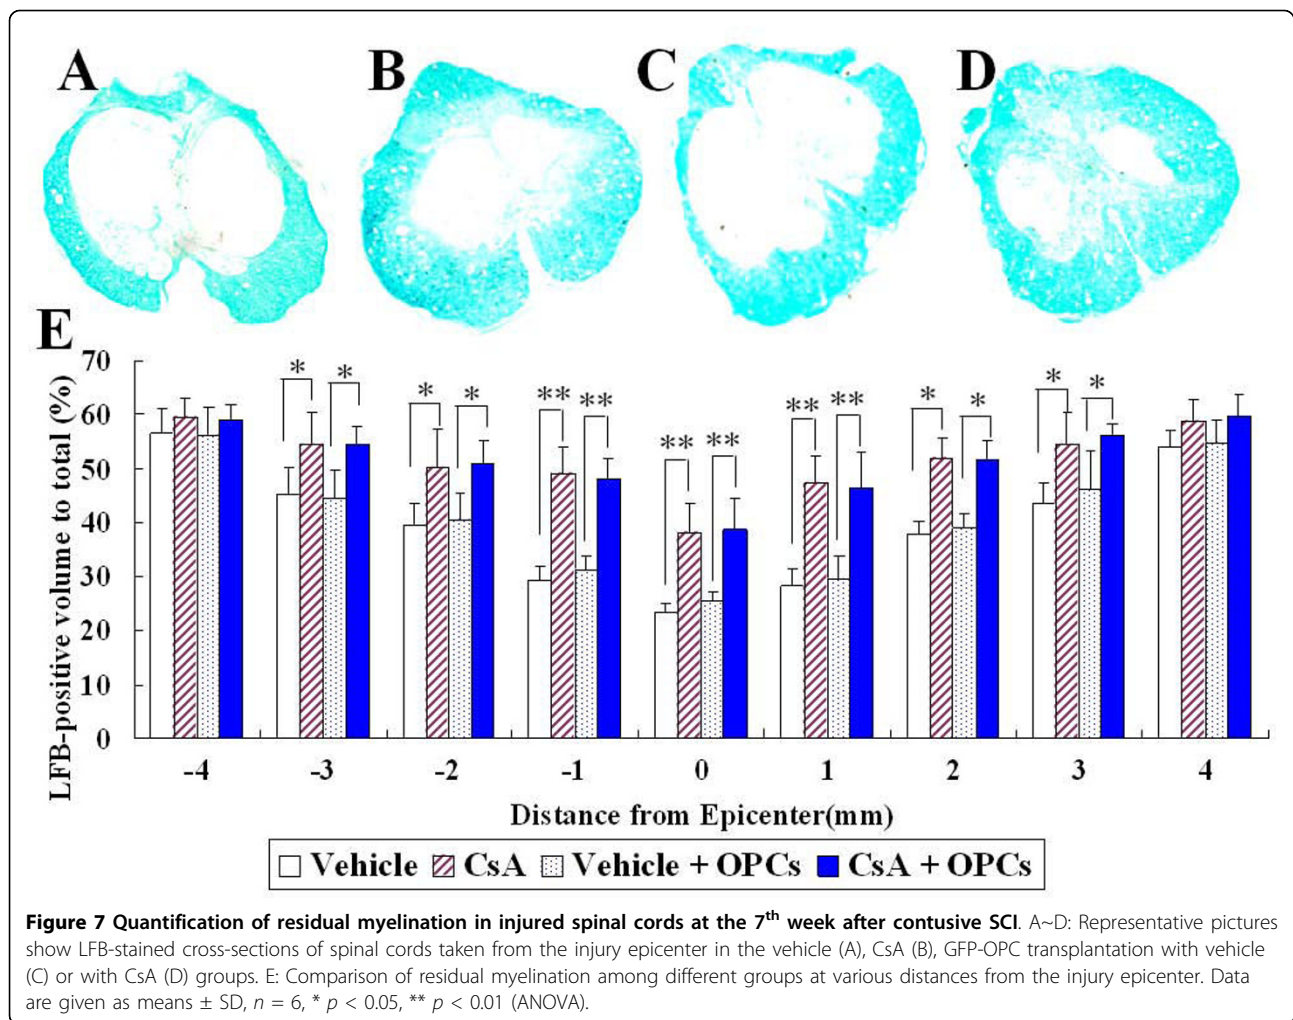 A B C D
E
LFB-positive volume to total (%)
70
60
50
40
30
20
10
0
* * * * ** ** ** ** ** ** * * * *
-4 -3 -2 -1 0 1 2 3 4
Distance from Epicenter(mm)
Vehicle CsA Vehicle + OPCs CsA + OPCs
Figure 7 Quantification of residual myelination in injured spinal cords at the 7th week after contusive SCI. A~D: Representative pictures
show LFB-stained cross-sections of spinal cords taken from the injury epicenter in the vehicle (A), CsA (B), GFP-OPC transplantation with vehicle
(C) or with CsA (D) groups. E: Comparison of residual myelination among different groups at various distances from the injury epicenter. Data
are given as means ± SD, n = 6, * p < 0.05, ** p < 0.01 (ANOVA).